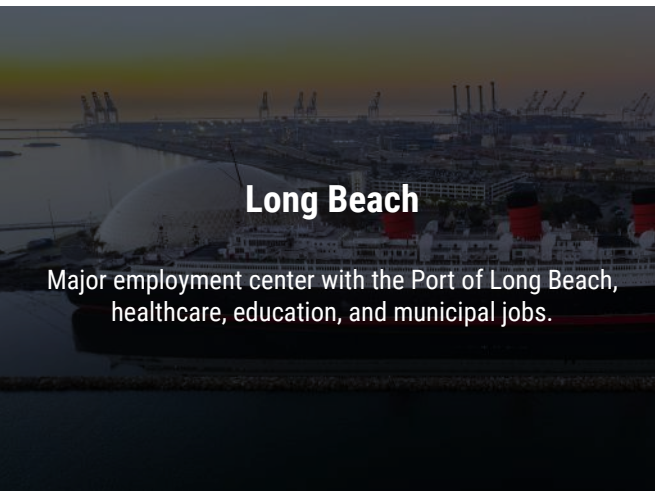 Long Beach
Major employment center with the Port of Long Beach,
healthcare, education, and municipal jobs.